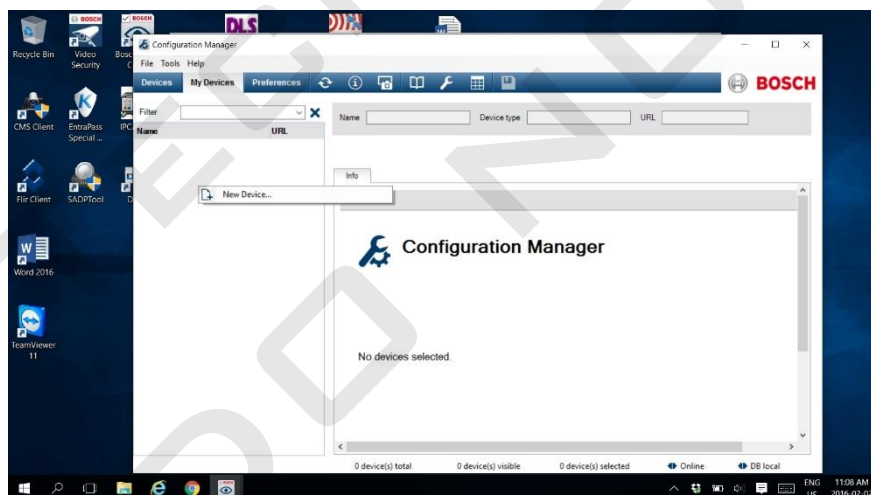 BOSCH
BOSCH
DLS
Recycle Bin
Video
Security
Configuration Manager
File Tools Help
Devices My Devices Preferences
BOSCH
Filter
Name URL
Name Device type URL
CMS Client
EntraPass
Special ...
IPC
Info
New Device...
Flir Client
SADPTool
Configuration Manager
Word 2016
No devices selected.
TeamViewer
11
0 device(s) total 0 device(s) visible 0 device(s) selected Online DB local
ENG 11:08 AM
US